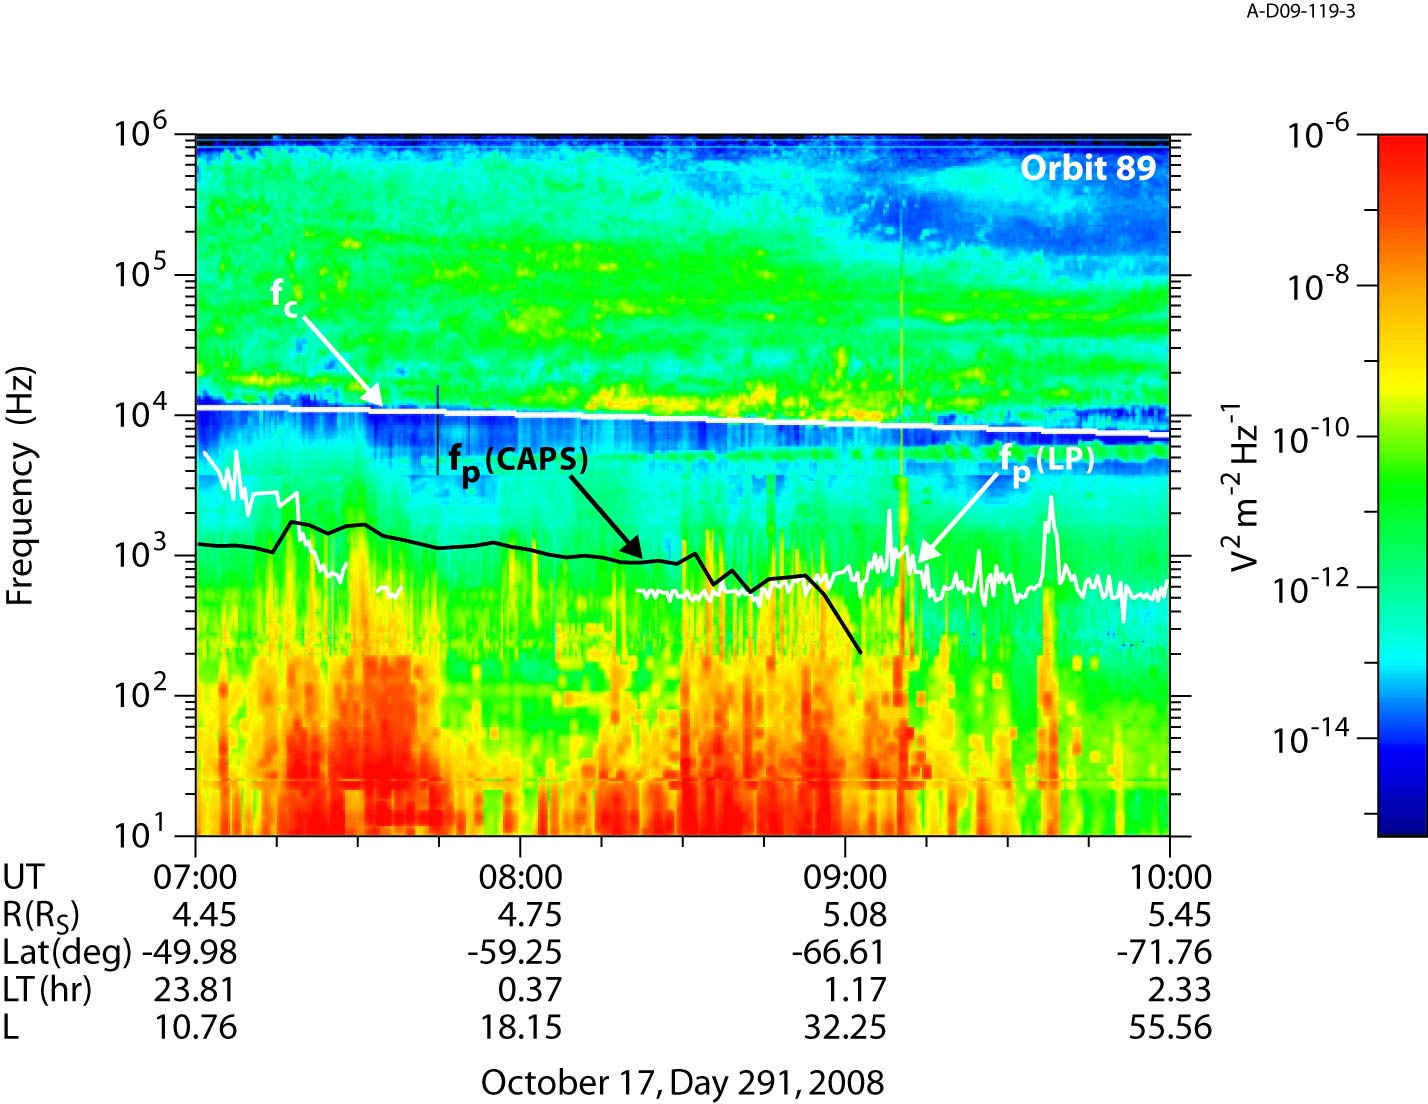 A-D09-119-3
10^6
10^-6
Orbit 89
10^5
10^-8
f_c
10^4
f_p (CAPS)
f_p (LP)
10^-10
Frequency (Hz)
V^2 m^-2 Hz^-1
10^3
10^-12
10^2
10^-14
10^1
UT 07:00 08:00 09:00 10:00
R(R_S) 4.45 4.75 5.08 5.45
Lat(deg) -49.98 -59.25 -66.61 -71.76
LT (hr) 23.81 0.37 1.17 2.33
L 10.76 18.15 32.25 55.56
October 17, Day 291, 2008